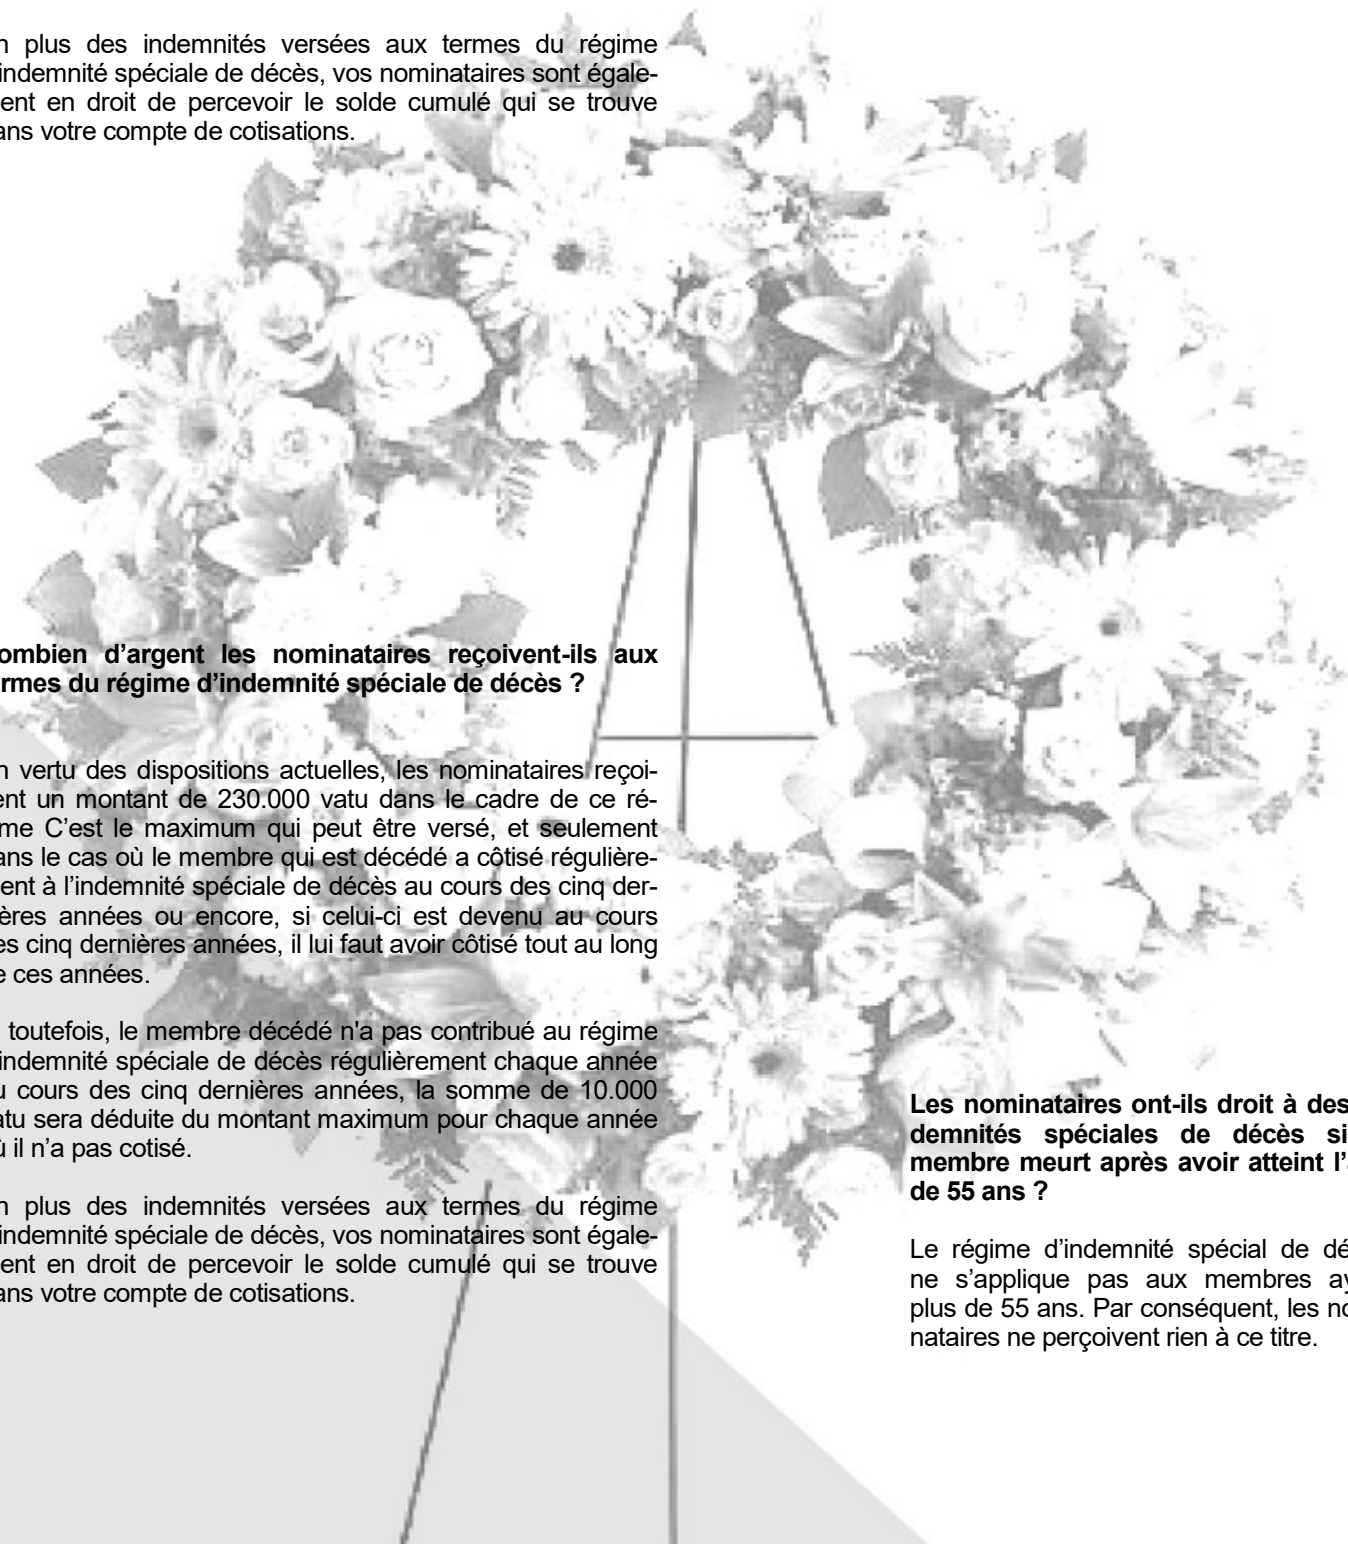 n plus des indemnités versées aux termes du régime
indemnité spéciale de décès, vos nominataires sont égale-
ent en droit de percevoir le solde cumulé qui se trouve
ans votre compte de cotisations.
ombien d’argent les nominataires reçoivent-ils aux
rmes du régime d’indemnité spéciale de décès ?
n vertu des dispositions actuelles, les nominataires reçoi-
ent un montant de 230.000 vatu dans le cadre de ce ré-
me C’est le maximum qui peut être versé, et seulement
ans le cas où le membre qui est décédé a côtisé régulière-
ent à l’indemnité spéciale de décès au cours des cinq der-
ères années ou encore, si celui-ci est devenu au cours
es cinq dernières années, il lui faut avoir côtisé tout au long
e ces années.
toutefois, le membre décédé n'a pas contribué au régime
indemnité spéciale de décès régulièrement chaque année
u cours des cinq dernières années, la somme de 10.000
atu sera déduite du montant maximum pour chaque année
ù il n’a pas cotisé.
n plus des indemnités versées aux termes du régime
indemnité spéciale de décès, vos nominataires sont égale-
ent en droit de percevoir le solde cumulé qui se trouve
ans votre compte de cotisations.
Les nominataires ont-ils droit à des
demnités spéciales de décès si
membre meurt après avoir atteint l’
de 55 ans ?
Le régime d’indemnité spécial de dé
ne s’applique pas aux membres ay
plus de 55 ans. Par conséquent, les no
nataires ne perçoivent rien à ce titre.